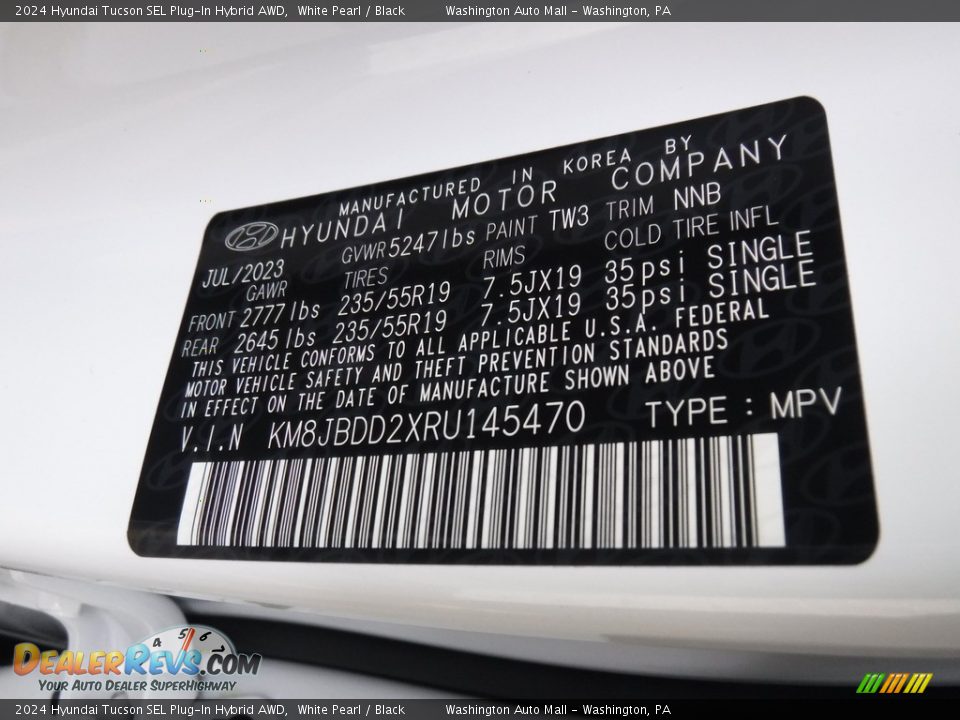 2024 Hyundai Tucson SEL Plug-In Hybrid AWD, White Pearl / Black Washington Auto Mall - Washington, PA
MANUFACTURED IN KOREA BY
HYUNDAI MOTOR COMPANY
JUL/2023 GVWR 5247lbs PAINT TW3 TRIM NNB
GAWR TIRES RIMS COLD TIRE INFL
FRONT 2777lbs 235/55R19 7.5JX19 35psi SINGLE
REAR 2645lbs 235/55R19 7.5JX19 35psi SINGLE
THIS VEHICLE CONFORMS TO ALL APPLICABLE U.S.A. FEDERAL
MOTOR VEHICLE SAFETY AND THEFT PREVENTION STANDARDS
IN EFFECT ON THE DATE OF MANUFACTURE SHOWN ABOVE
V.I.N KM8JBDD2XRU145470 TYPE : MPV
4 5 6
DEALERREVS.COM
YOUR AUTO DEALER SUPERHIGHWAY
2024 Hyundai Tucson SEL Plug-In Hybrid AWD, White Pearl / Black Washington Auto Mall - Washington, PA